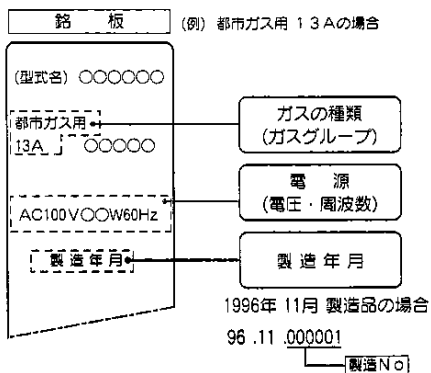 銘 板 (例) 都市ガス用 13Aの場合
(型式名) ○○○○○○
都市ガス用
13A ○○○○○
ガスの種類
(ガスグループ)
電 源
(電圧・周波数)
AC100V○○W60Hz
製造年月
製造年月
1996年 11月 製造品の場合
96 .11 .000001
製造No